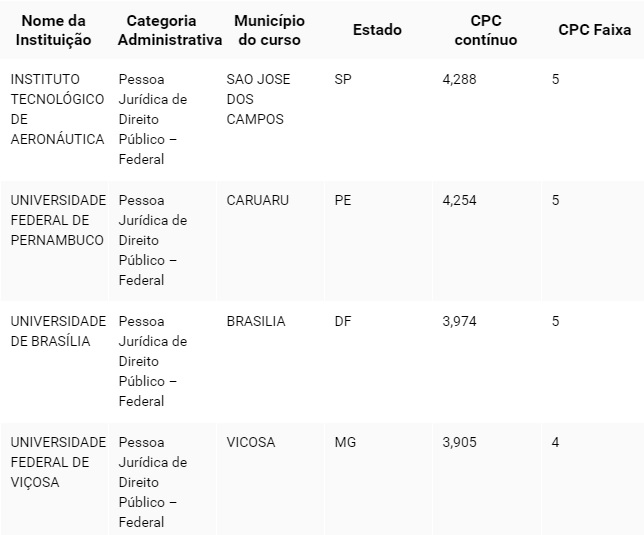 Nome da Instituição Categoria Administrativa Município do curso Estado CPC contínuo CPC Faixa
INSTITUTO TECNOLÓGICO DE AERONÁUTICA Pessoa Jurídica de Direito Público – Federal SAO JOSE DOS CAMPOS SP 4,288 5
UNIVERSIDADE FEDERAL DE PERNAMBUCO Pessoa Jurídica de Direito Público – Federal CARUARU PE 4,254 5
UNIVERSIDADE DE BRASÍLIA Pessoa Jurídica de Direito Público – Federal BRASILIA DF 3,974 5
UNIVERSIDADE FEDERAL DE VIÇOSA Pessoa Jurídica de Direito Público – Federal VICOSA MG 3,905 4